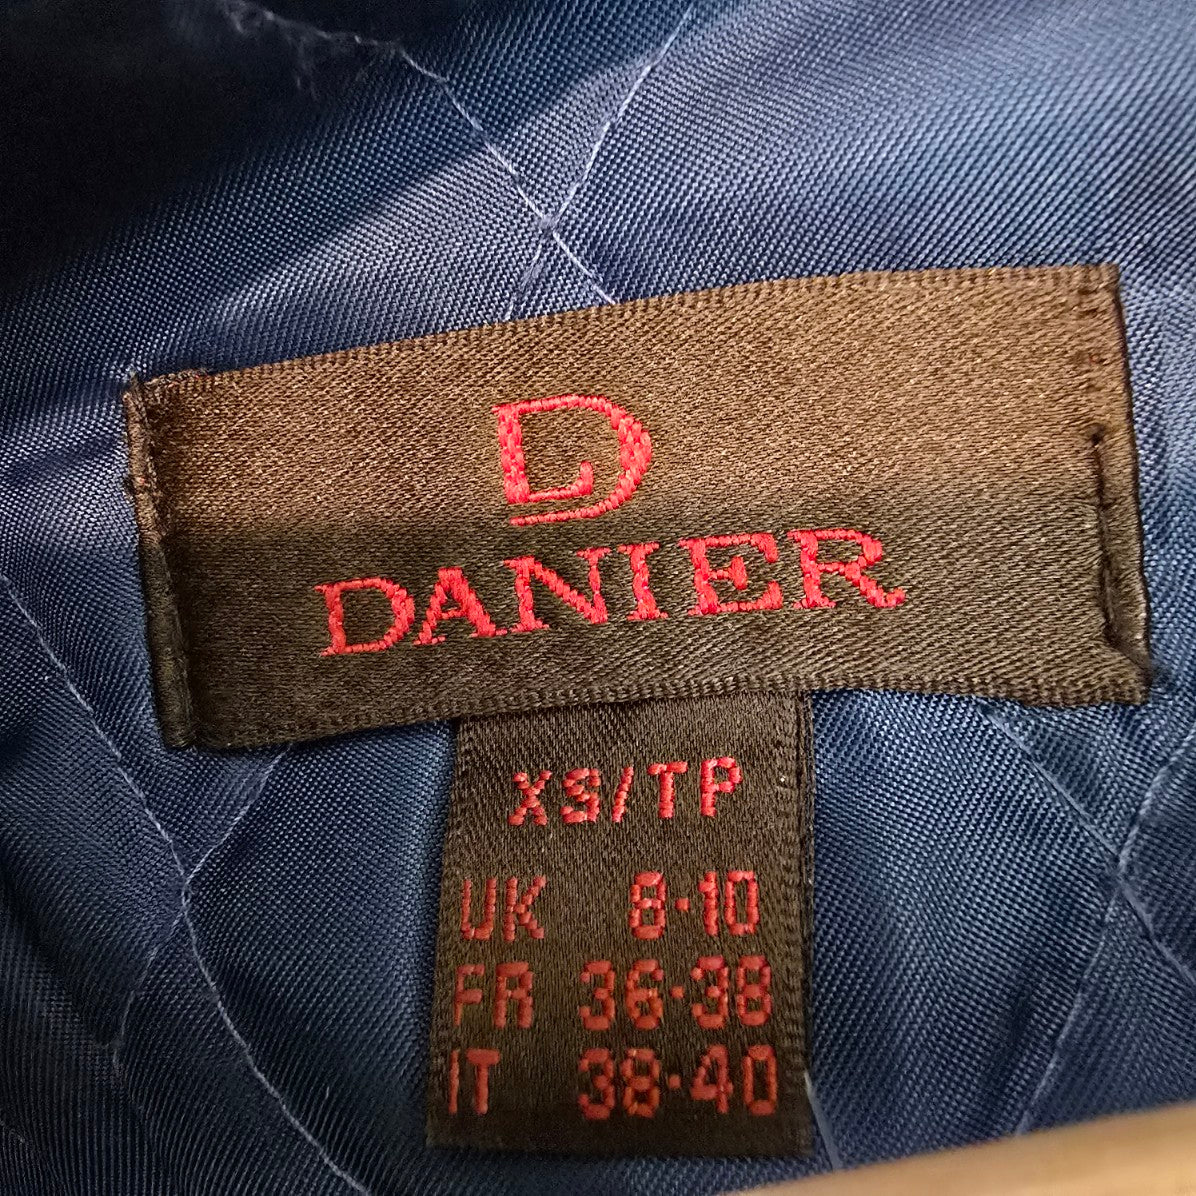 D
DANIER
XS/TP
UK 8-10
FR 36-38
IT 38-40